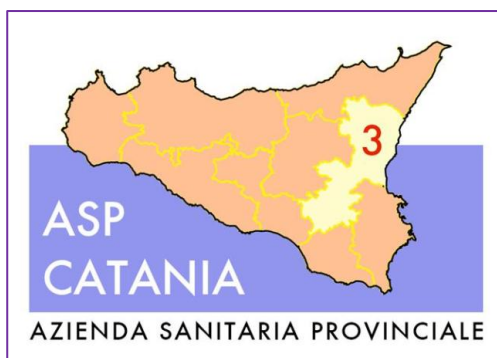 3
ASP
CATANIA
AZIENDA SANITARIA PROVINCIALE